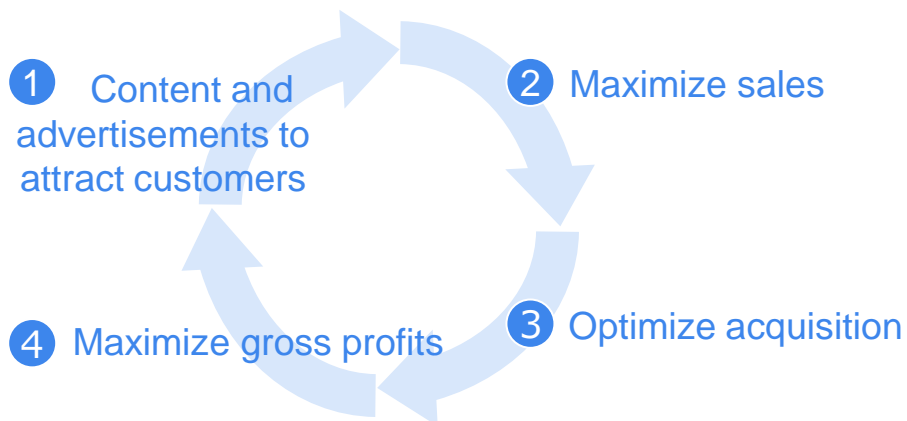 1 Content and
advertisements to
attract customers
2 Maximize sales
3 Optimize acquisition
4 Maximize gross profits